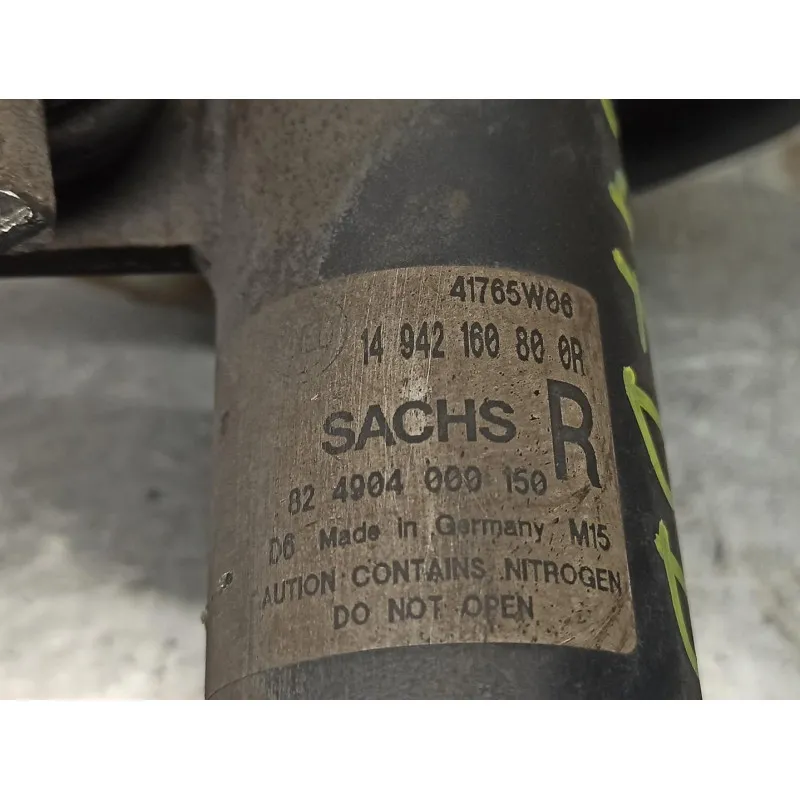 41765W06
14 942 160 80 0R
SACHS R
82 4904 000 150
D6 Made in Germany M15
AUTION CONTAINS NITROGEN
DO NOT OPEN